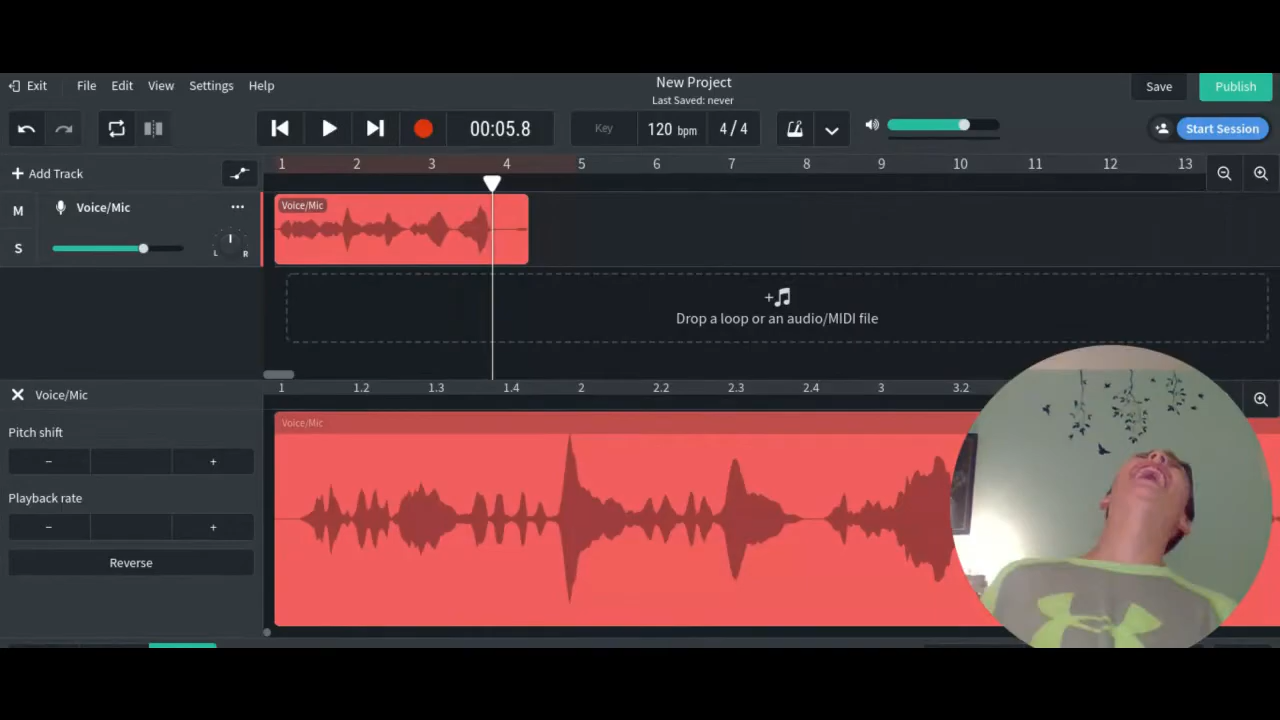 Exit File Edit View Settings Help
New Project
Last Saved: never
Save Publish
00:05.8 Key 120 bpm 4 / 4
Start Session
+ Add Track
1 2 3 4 5 6 7 8 9 10 11 12 13
M Voice/Mic ...
S L R
Voice/Mic
Drop a loop or an audio/MIDI file
1 1.2 1.3 1.4 2 2.2 2.3 2.4 3 3.2
Voice/Mic
Voice/Mic
Pitch shift
− +
Playback rate
− +
Reverse